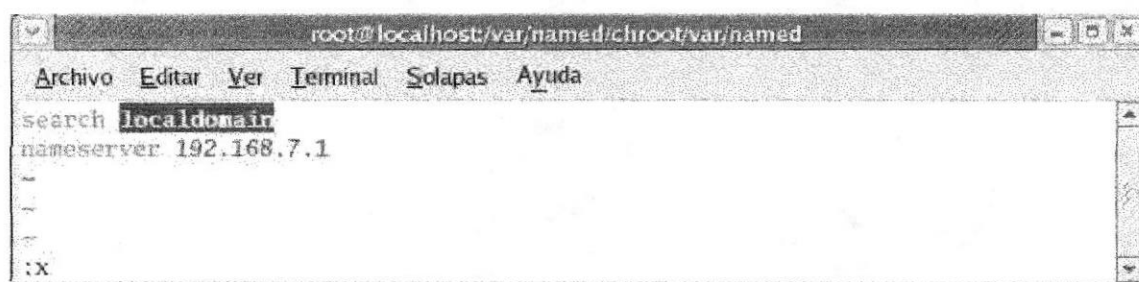 root@localhost:/var/named/chroot/var/named
Archivo Editar Ver Terminal Solapas Ayuda
search localdomain
nameserver 192.168.7.1
~
~
~
:x